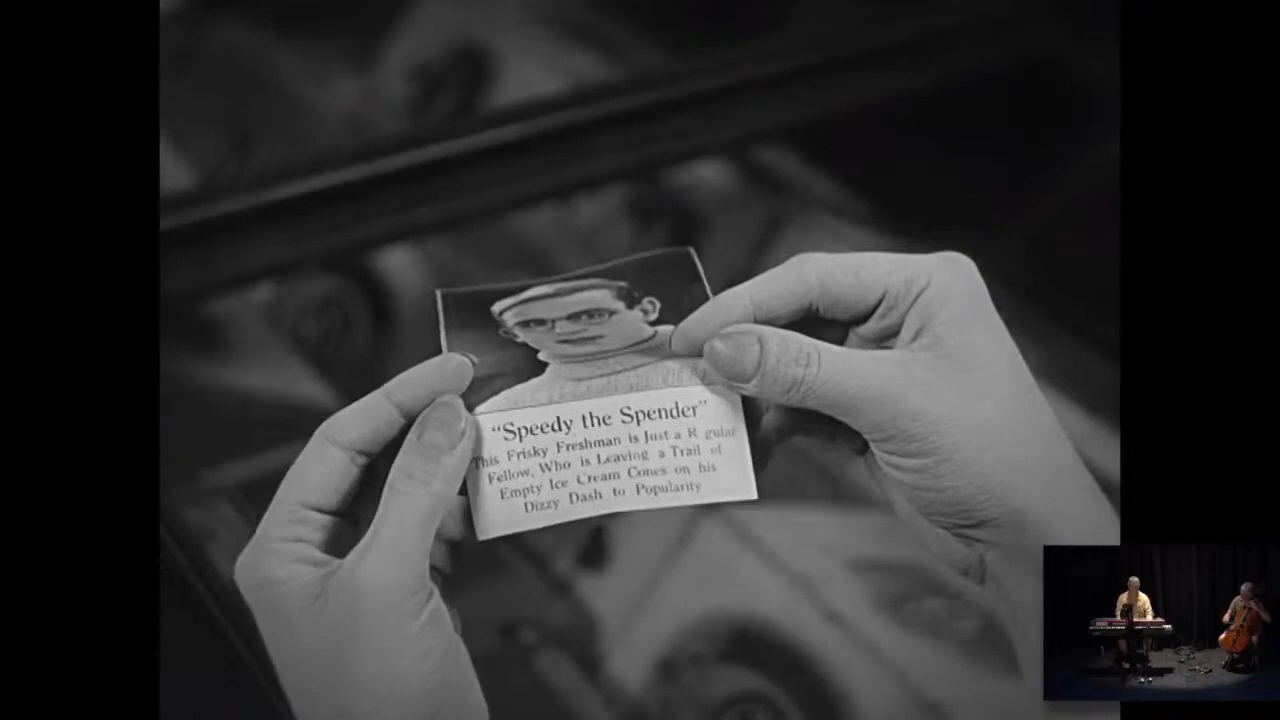 "Speedy the Spender"
This Frisky Freshman is Just a R gular
Fellow, Who is Leaving a Trail of
Empty Ice Cream Cones on his
Dizzy Dash to Popularity